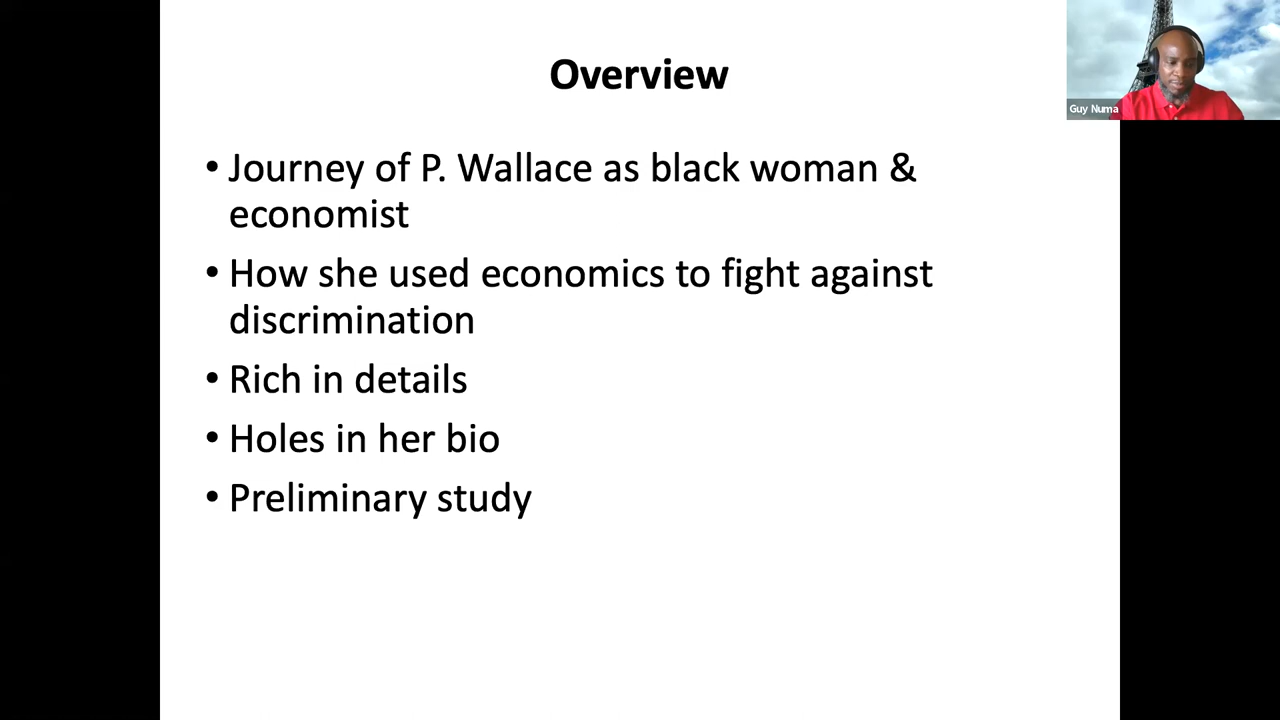 Overview
• Journey of P. Wallace as black woman &
economist
• How she used economics to fight against
discrimination
• Rich in details
• Holes in her bio
• Preliminary study
Guy Numa